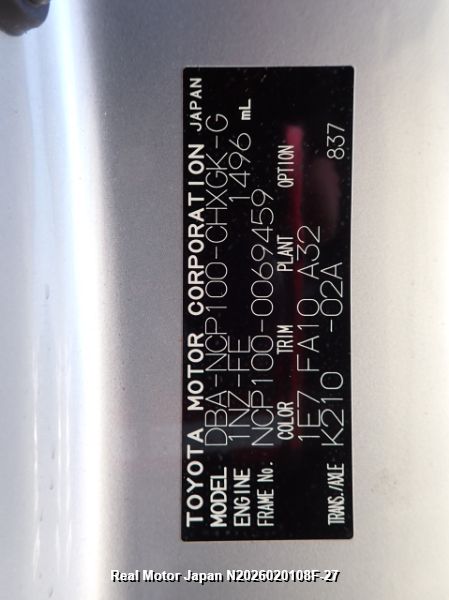 TOYOTA MOTOR CORPORATION JAPAN
MODEL DBA-NCP100-CHXGK-G
ENGINE 1NZ-FE 1496 mL
FRAME No. NCP100-0069459
COLOR TRIM PLANT OPTION
1E7 FA10 A32
TRANS./AXLE K210 -02A 837
Real Motor Japan N2026020108F-27